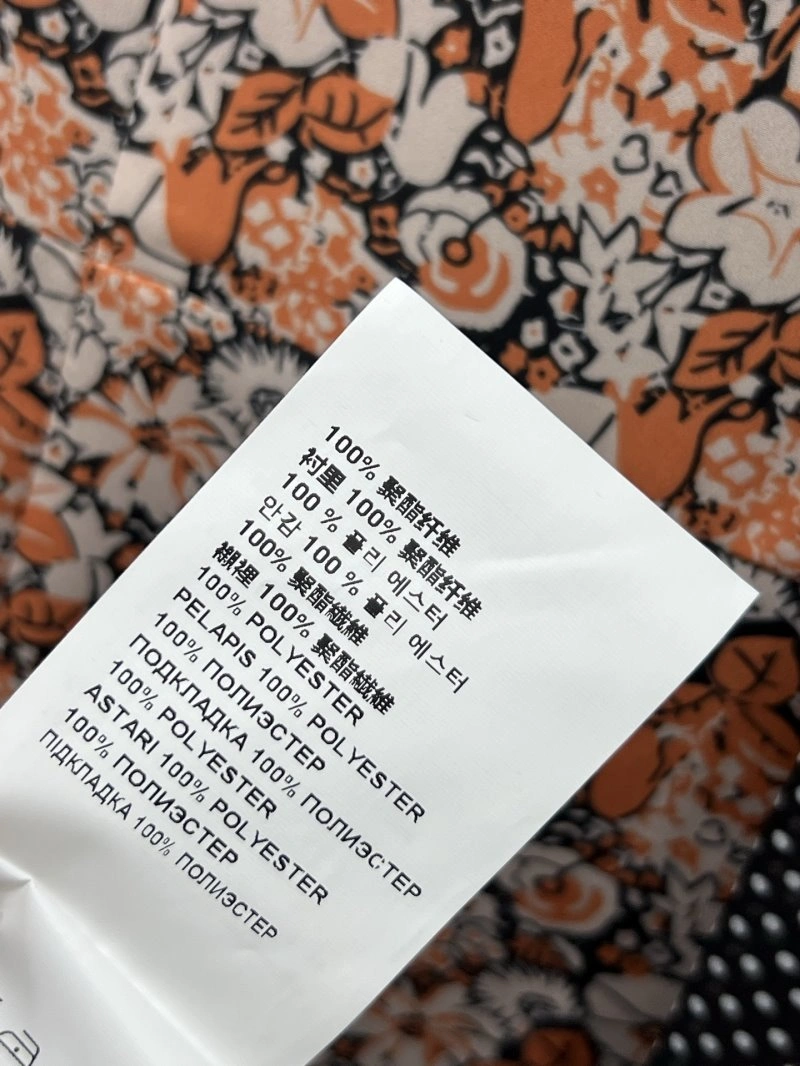 100% 聚酯纤维
衬里 100% 聚酯纤维
100 % 폴리 에스터
안감 100 % 폴리 에스터
100% 聚酯纖維
襯裡 100% 聚酯纖維
100% POLYESTER
PELAPIS 100% POLYESTER
100% ПОЛИЭСТЕР
ПОДКЛАДКА 100% ПОЛИЭСТЕР
100% POLYESTER
ASTARI 100% POLYESTER
100% ПОЛИЭСТЕР
ПІДКЛАДКА 100% ПОЛИЭСТЕР